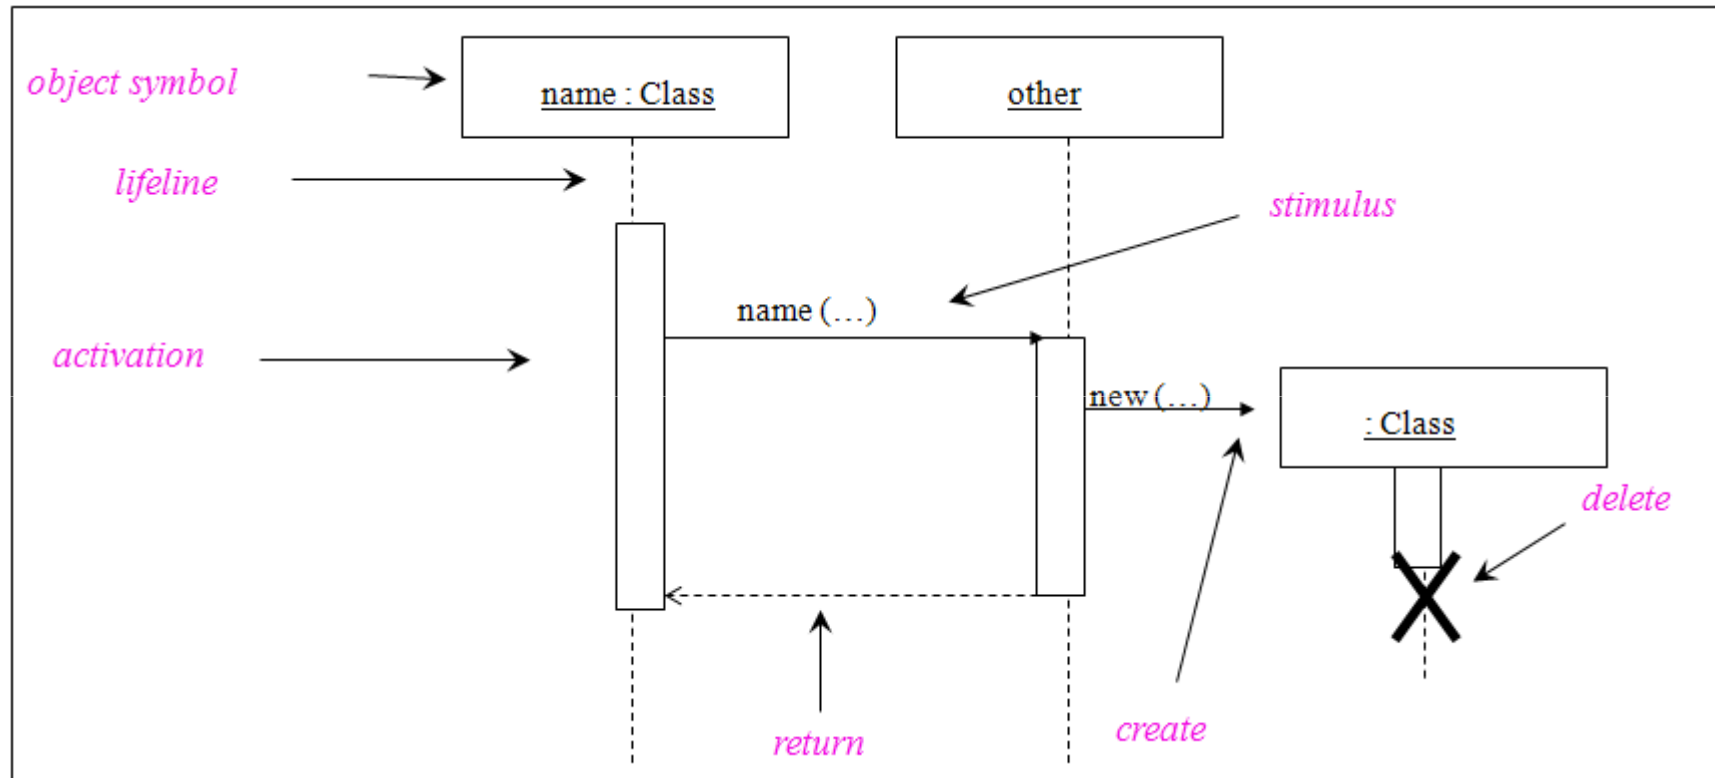 object symbol
name : Class
other
lifeline
stimulus
name (…)
activation
new (…)
: Class
delete
create
return